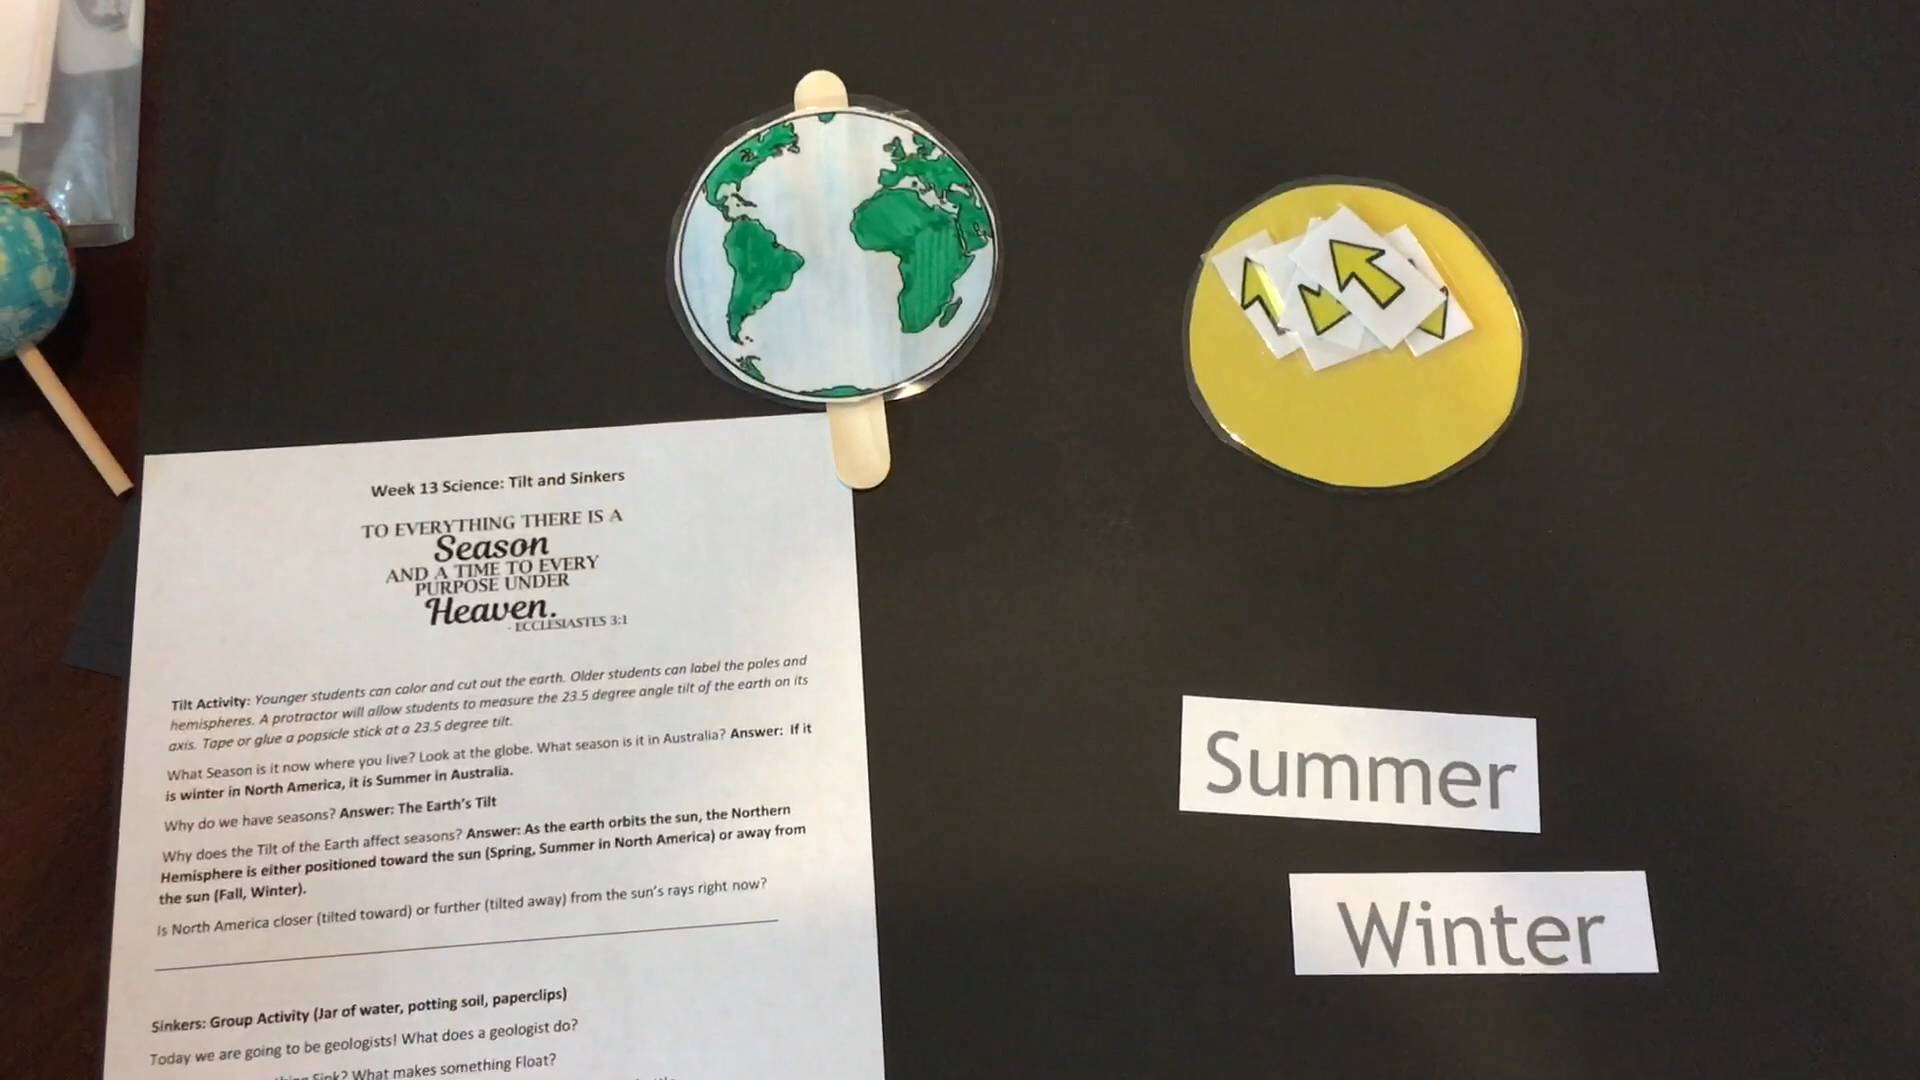 Week 13 Science: Tilt and Sinkers
TO EVERYTHING THERE IS A
Season
AND A TIME TO EVERY
PURPOSE UNDER
Heaven.
- ECCLESIASTES 3:1
Tilt Activity: Younger students can color and cut out the earth. Older students can label the poles and
hemispheres. A protractor will allow students to measure the 23.5 degree angle tilt of the earth on its
axis. Tape or glue a popsicle stick at a 23.5 degree tilt.
What Season is it now where you live? Look at the globe. What season is it in Australia? Answer: If it
is winter in North America, it is Summer in Australia.
Why do we have seasons? Answer: The Earth's Tilt
Why does the Tilt of the Earth affect seasons? Answer: As the earth orbits the sun, the Northern
Hemisphere is either positioned toward the sun (Spring, Summer in North America) or away from
the sun (Fall, Winter).
Is North America closer (tilted toward) or further (tilted away) from the sun's rays right now?
Sinkers: Group Activity (Jar of water, potting soil, paperclips)
Today we are going to be geologists! What does a geologist do?
Sink? What makes something Float?
Summer
Winter